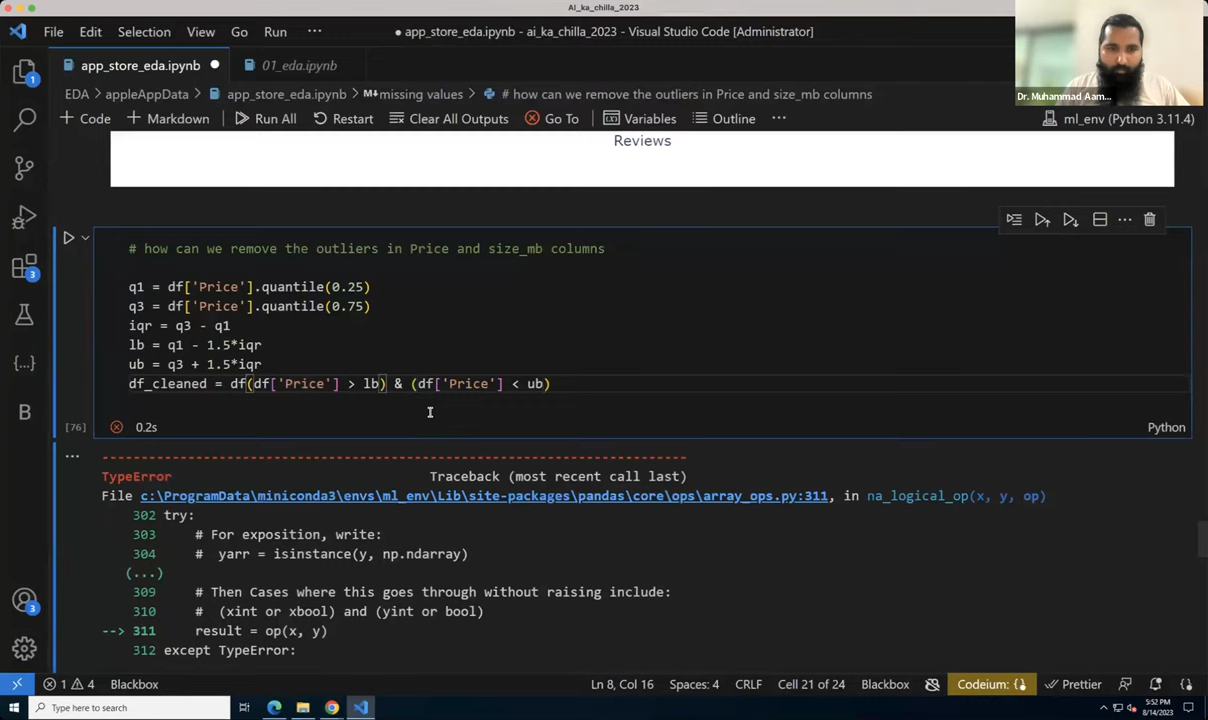 AI_ka_chilla_2023
File Edit Selection View Go Run ···
● app_store_eda.ipynb - ai_ka_chilla_2023 - Visual Studio Code [Administrator]
app_store_eda.ipynb ● 01_eda.ipynb
EDA > appleAppData > app_store_eda.ipynb > M↓missing values > # how can we remove the outliers in Price and size_mb columns
+ Code + Markdown Run All Restart Clear All Outputs Go To Variables Outline ··· ml_env (Python 3.11.4)
Dr. Muhammad Aam...
Reviews
# how can we remove the outliers in Price and size_mb columns
q1 = df['Price'].quantile(0.25)
q3 = df['Price'].quantile(0.75)
iqr = q3 - q1
lb = q1 - 1.5*iqr
ub = q3 + 1.5*iqr
df_cleaned = df(df['Price'] > lb) & (df['Price'] < ub)
[76] 0.2s Python
---------------------------------------------------------------------------
TypeError Traceback (most recent call last)
File c:\ProgramData\miniconda3\envs\ml_env\Lib\site-packages\pandas\core\ops\array_ops.py:311, in na_logical_op(x, y, op)
302 try:
303 # For exposition, write:
304 # yarr = isinstance(y, np.ndarray)
(...)
309 # Then Cases where this goes through without raising include:
310 # (xint or xbool) and (yint or bool)
--> 311 result = op(x, y)
312 except TypeError:
1
3
B
3
1 4 Blackbox Ln 8, Col 16 Spaces: 4 CRLF Cell 21 of 24 Blackbox Codeium: {} Prettier
Type here to search
5:52 PM
8/14/2023